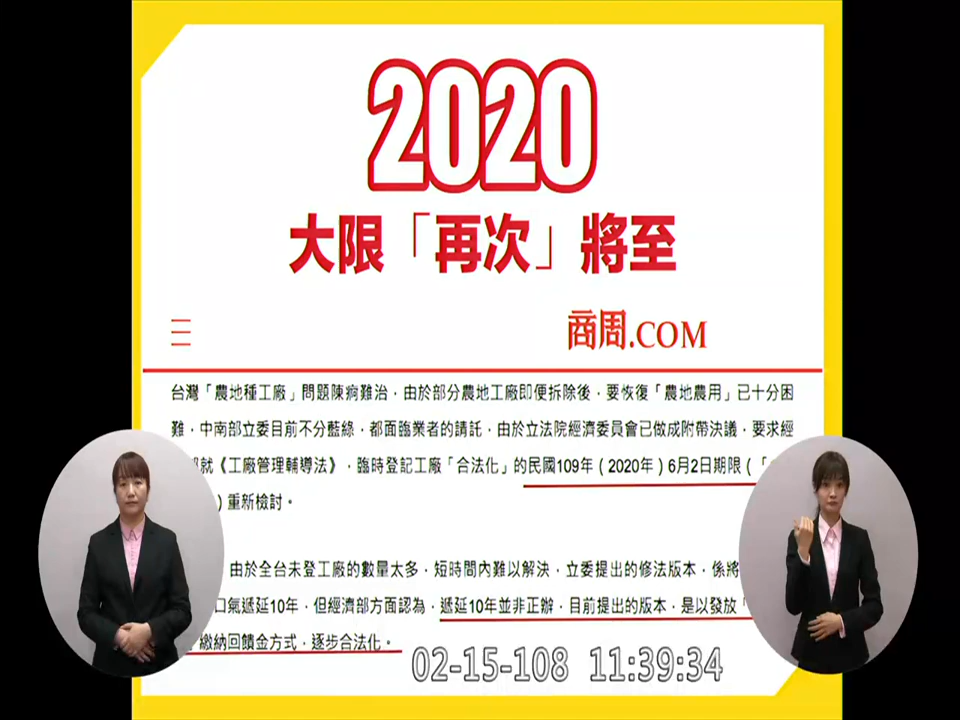 2020
大限「再次」將至
商周.COM
台灣「農地種工廠」問題陳痾難治，由於部分農地工廠即便拆除後，要恢復「農地農用」已十分困
難，中南部立委目前不分藍綠，都面臨業者的請託，由於立法院經濟委員會已做成附帶決議，要求經
就《工廠管理輔導法》，臨時登記工廠「合法化」的民國109年（2020年）6月2日期限（「
）重新檢討。
由於全台未登工廠的數量太多，短時間內難以解決，立委提出的修法版本，係將
口氣遞延10年，但經濟部方面認為，遞延10年並非正辦，目前提出的版本，是以發放「
繳納回饋金方式，逐步合法化。
02-15-108 11:39:34